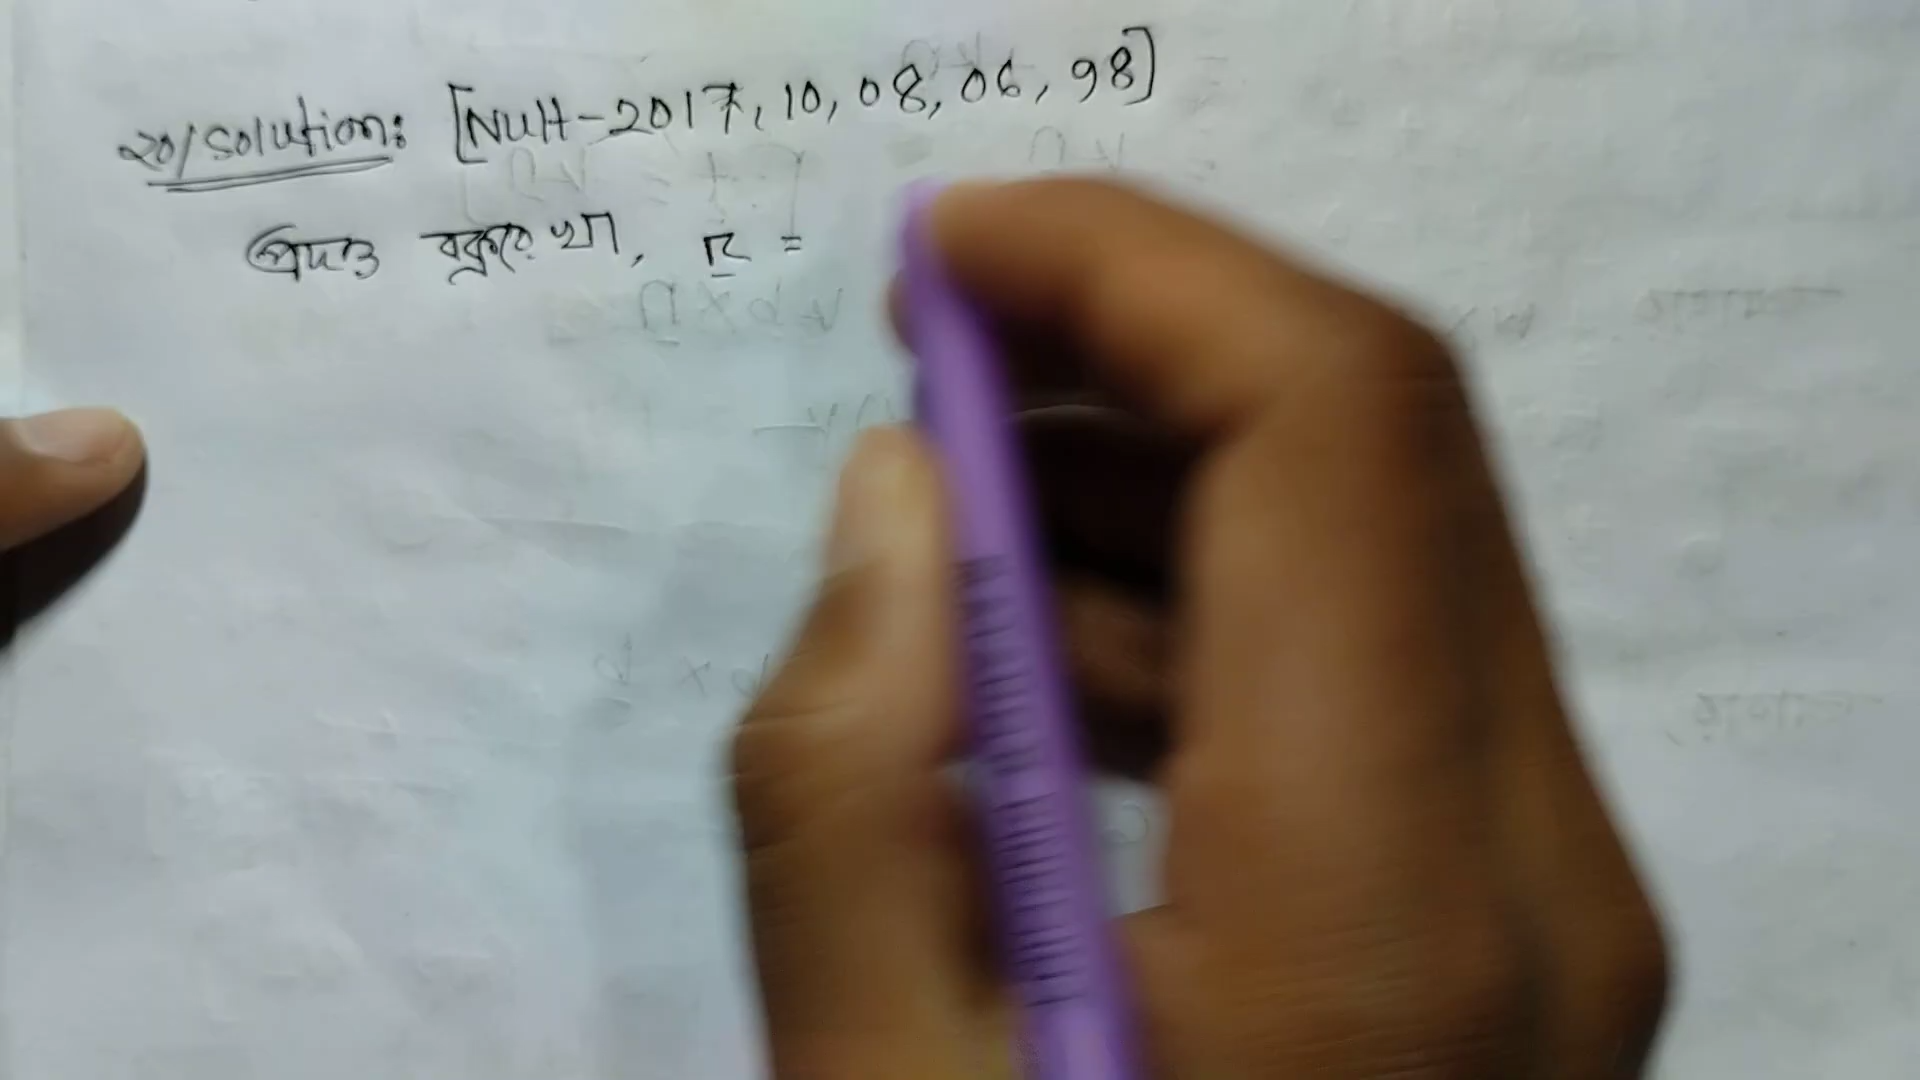 ২০/solution: [NUH-2017, 10, 08, 06, 98]
প্রদত্ত বক্ররেখা, r =